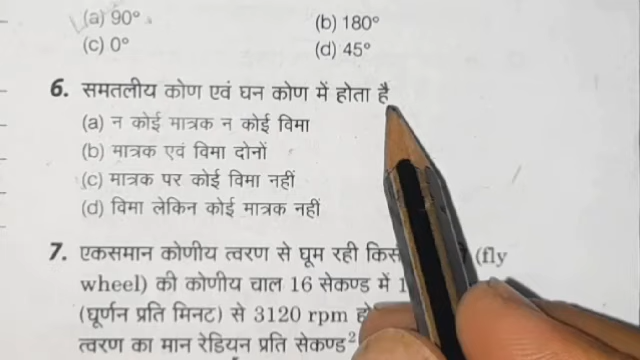 (a) 90° (b) 180°
(c) 0° (d) 45°
6. समतलीय कोण एवं घन कोण में होता है
(a) न कोई मात्रक न कोई विमा
(b) मात्रक एवं विमा दोनों
(c) मात्रक पर कोई विमा नहीं
(d) विमा लेकिन कोई मात्रक नहीं
7. एकसमान कोणीय त्वरण से घूम रही (fly
wheel) की कोणीय चाल 16 सेकण्ड में
(घूर्णन प्रति मिनट) से 3120 rpm
त्वरण का मान रेडियन प्रति सेकण्ड²